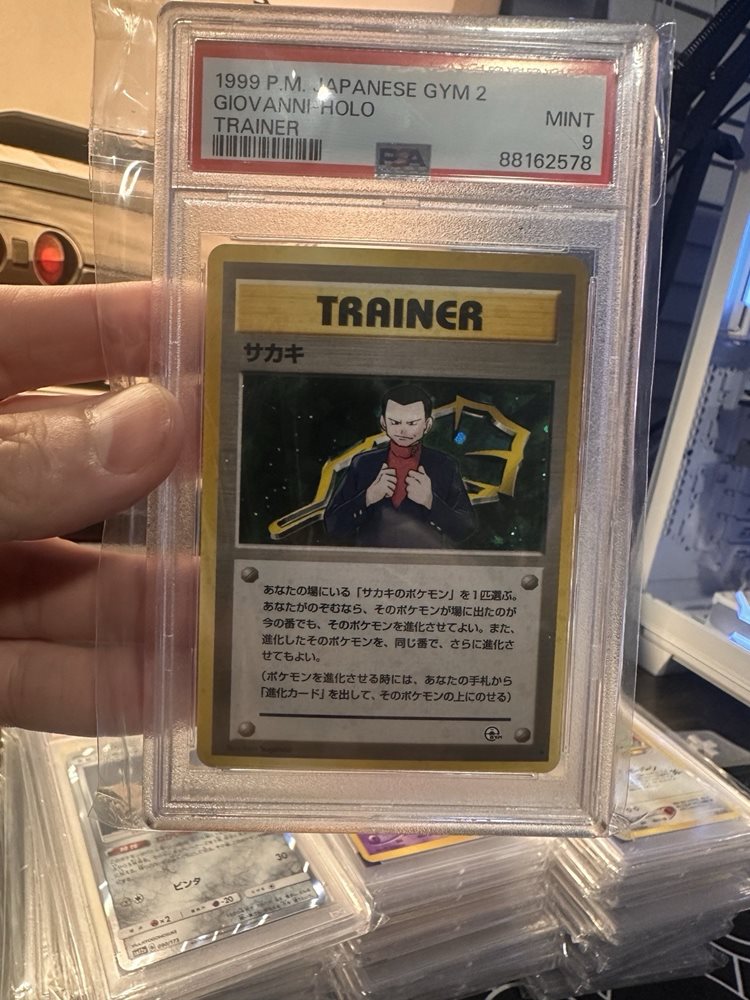 1999 P.M. JAPANESE GYM 2
GIOVANNI-HOLO
MINT
TRAINER
9
PSA
88162578
TRAINER
サカキ
あなたの場にいる「サカキのポケモン」を1匹選ぶ。
あなたがのぞむなら、そのポケモンが場に出たのが
今の番でも、そのポケモンを進化させてよい。また、
進化したそのポケモンを、同じ番で、さらに進化さ
せてもよい。
(ポケモンを進化させる時には、あなたの手札から
「進化カード」を出して、そのポケモンの上にのせる)
GYM
ビンタ
30
×2
-20
090/173